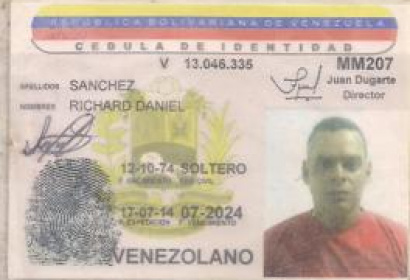 REPÚBLICA BOLIVARIANA DE VENEZUELA
CEDULA DE IDENTIDAD
V 13.046.335 MM207
Juan Dugarte
Director
APELLIDOS SANCHEZ
NOMBRES RICHARD DANIEL
12-10-74 SOLTERO
F. NACIMIENTO EDO. CIVIL
17-07-14 07-2024
F. EXPEDICION F. VENCIMIENTO
VENEZOLANO